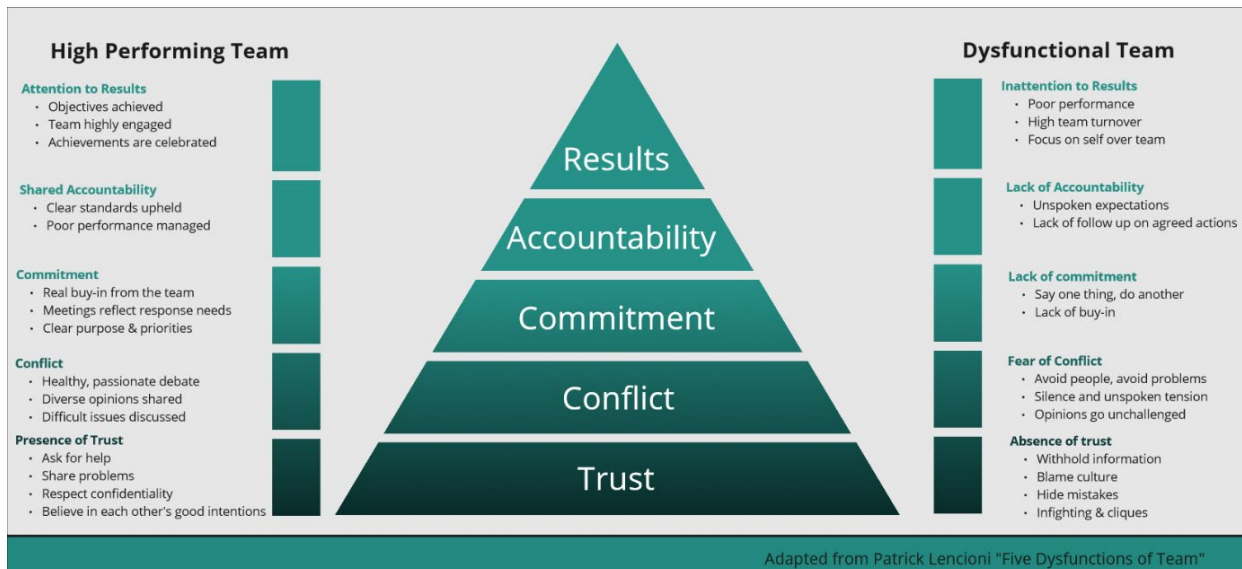 High Performing Team
Attention to Results
• Objectives achieved
• Team highly engaged
• Achievements are celebrated
Shared Accountability
• Clear standards upheld
• Poor performance managed
Commitment
• Real buy-in from the team
• Meetings reflect response needs
• Clear purpose & priorities
Conflict
• Healthy, passionate debate
• Diverse opinions shared
• Difficult issues discussed
Presence of Trust
• Ask for help
• Share problems
• Respect confidentiality
• Believe in each other's good intentions
Results
Accountability
Commitment
Conflict
Trust
Dysfunctional Team
Inattention to Results
• Poor performance
• High team turnover
• Focus on self over team
Lack of Accountability
• Unspoken expectations
• Lack of follow up on agreed actions
Lack of commitment
• Say one thing, do another
• Lack of buy-in
Fear of Conflict
• Avoid people, avoid problems
• Silence and unspoken tension
• Opinions go unchallenged
Absence of trust
• Withhold information
• Blame culture
• Hide mistakes
• Infighting & cliques
Adapted from Patrick Lencioni "Five Dysfunctions of Team"